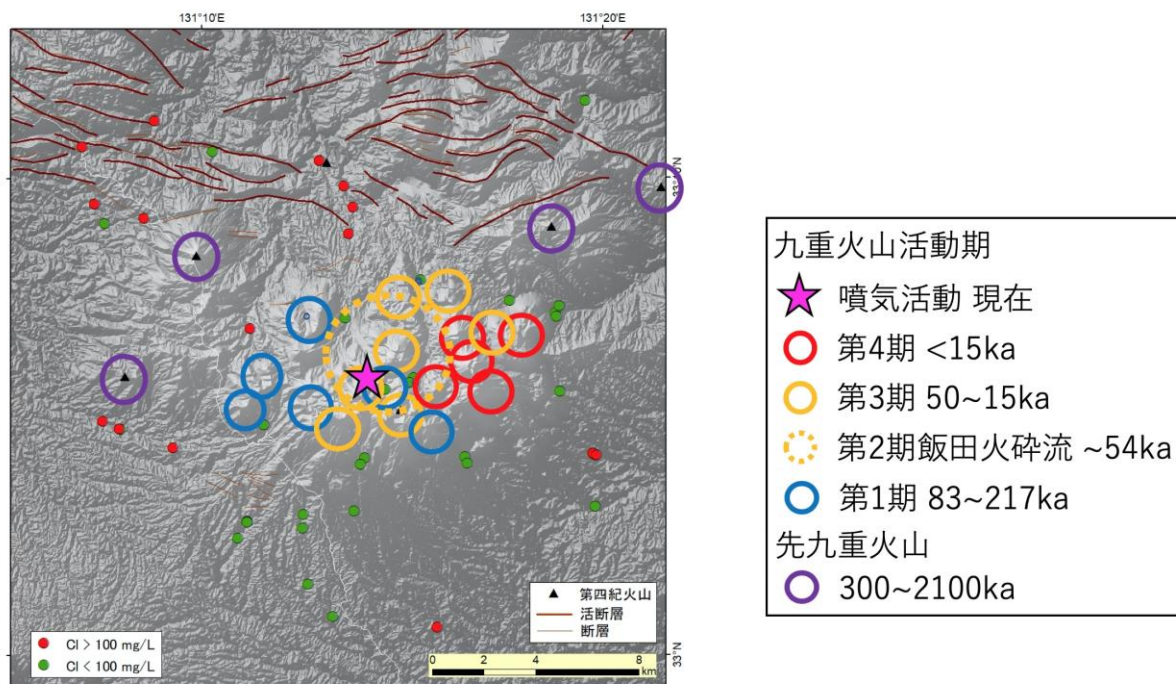 131°10'E
131°20'E
33°10'N
33°N
Cl > 100 mg/L
Cl < 100 mg/L
第四紀火山
活断層
断層
0 2 4 8
km
九重火山活動期
噴気活動 現在
第4期 <15ka
第3期 50~15ka
第2期飯田火砕流 ~54ka
第1期 83~217ka
先九重火山
300~2100ka